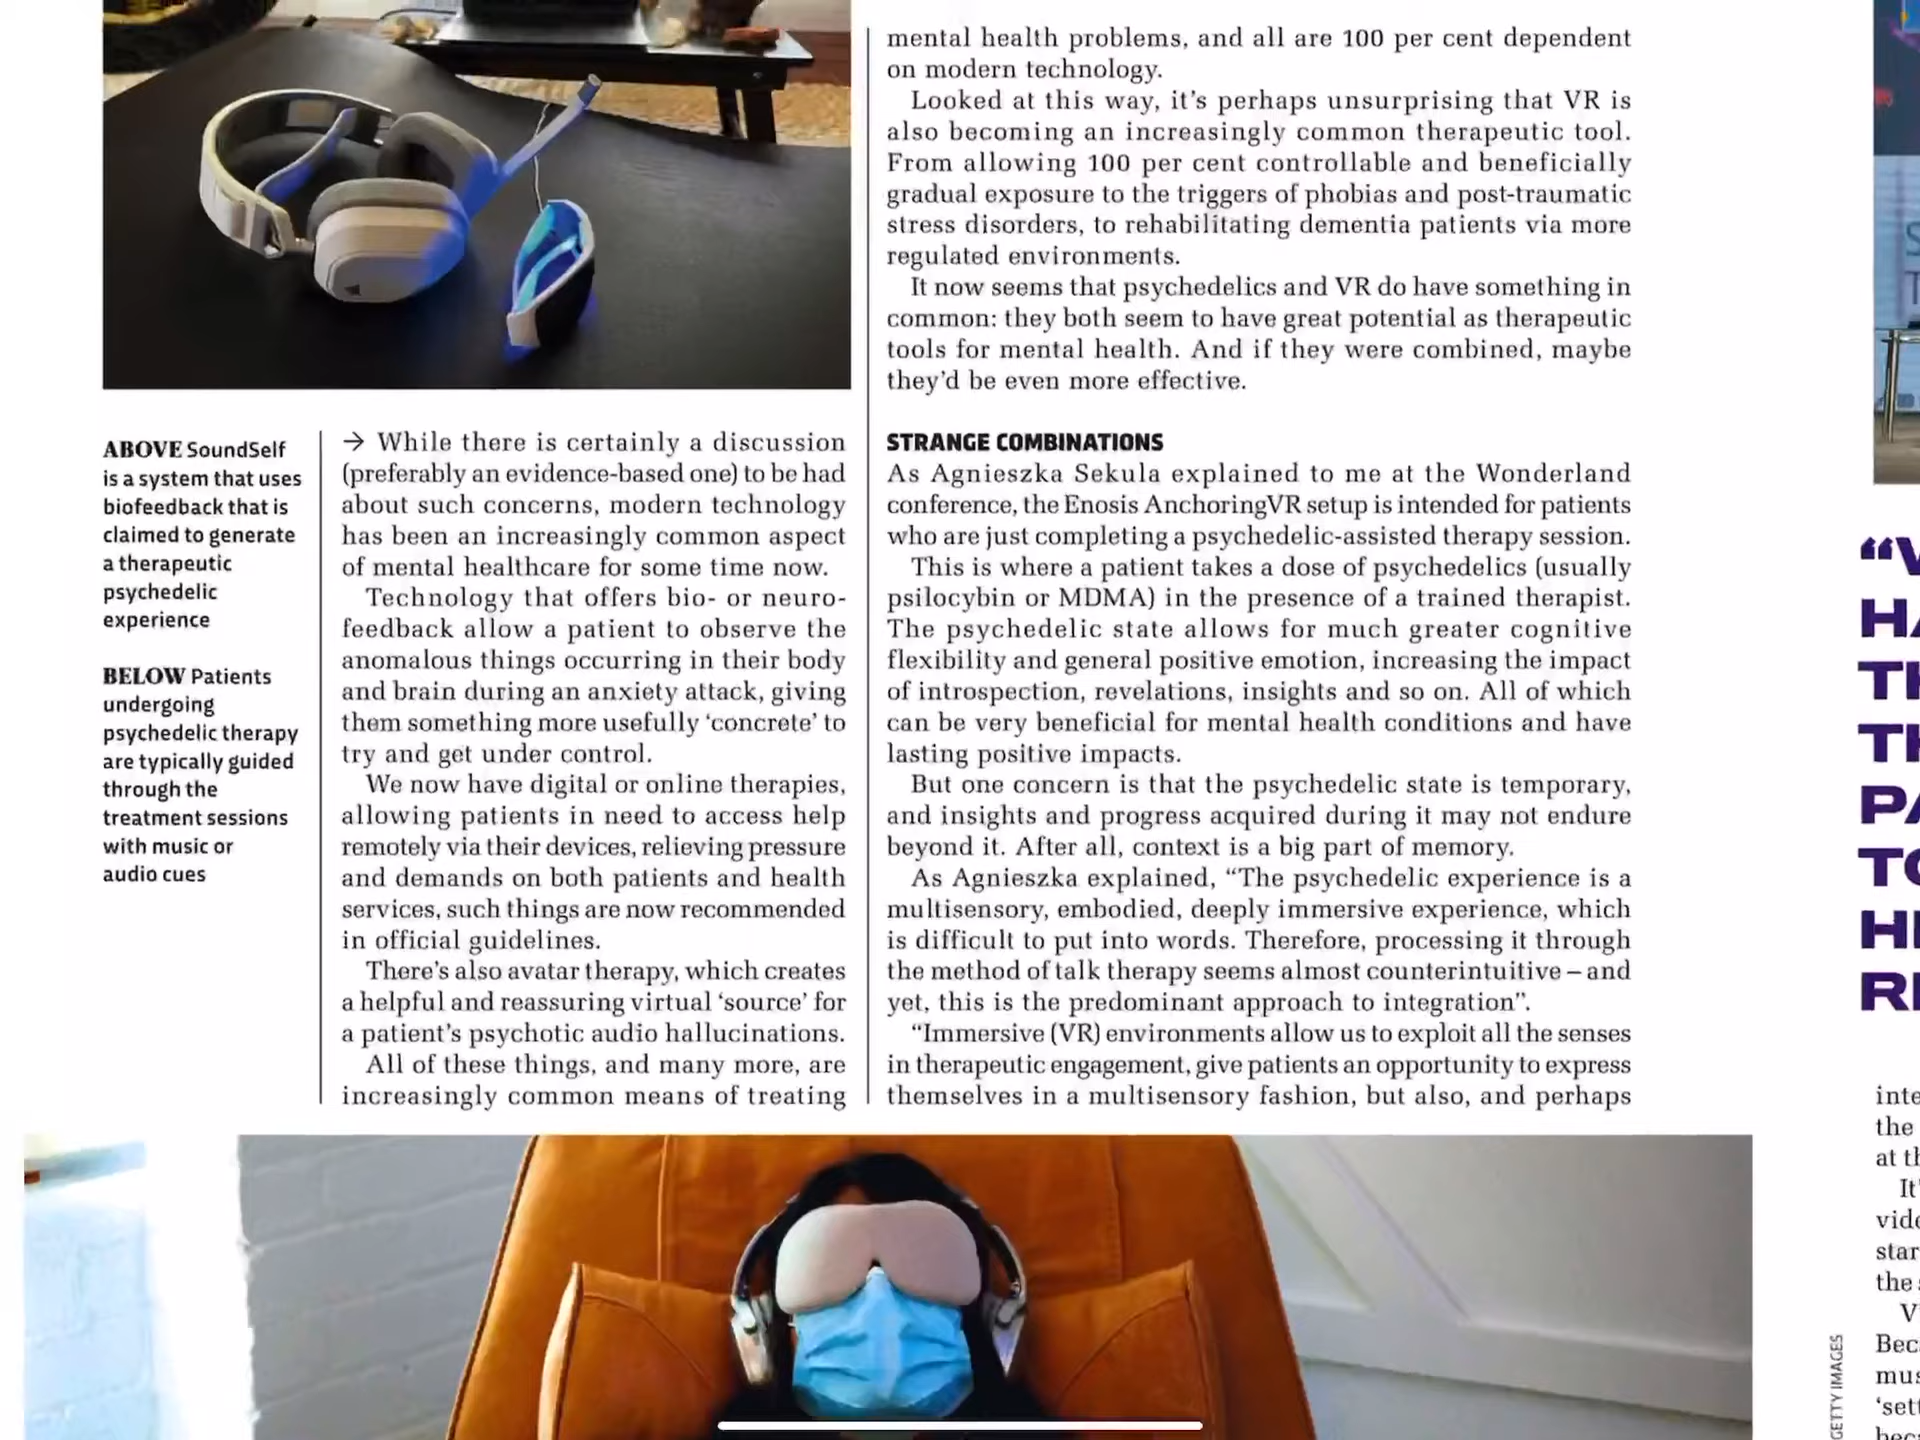 ABOVE SoundSelf
is a system that uses
biofeedback that is
claimed to generate
a therapeutic
psychedelic
experience
BELOW Patients
undergoing
psychedelic therapy
are typically guided
through the
treatment sessions
with music or
audio cues
→ While there is certainly a discussion
(preferably an evidence-based one) to be had
about such concerns, modern technology
has been an increasingly common aspect
of mental healthcare for some time now.
Technology that offers bio- or neuro-
feedback allow a patient to observe the
anomalous things occurring in their body
and brain during an anxiety attack, giving
them something more usefully ‘concrete’ to
try and get under control.
We now have digital or online therapies,
allowing patients in need to access help
remotely via their devices, relieving pressure
and demands on both patients and health
services, such things are now recommended
in official guidelines.
There’s also avatar therapy, which creates
a helpful and reassuring virtual ‘source’ for
a patient’s psychotic audio hallucinations.
All of these things, and many more, are
increasingly common means of treating
mental health problems, and all are 100 per cent dependent
on modern technology.
Looked at this way, it’s perhaps unsurprising that VR is
also becoming an increasingly common therapeutic tool.
From allowing 100 per cent controllable and beneficially
gradual exposure to the triggers of phobias and post-traumatic
stress disorders, to rehabilitating dementia patients via more
regulated environments.
It now seems that psychedelics and VR do have something in
common: they both seem to have great potential as therapeutic
tools for mental health. And if they were combined, maybe
they’d be even more effective.
STRANGE COMBINATIONS
As Agnieszka Sekula explained to me at the Wonderland
conference, the Enosis AnchoringVR setup is intended for patients
who are just completing a psychedelic-assisted therapy session.
This is where a patient takes a dose of psychedelics (usually
psilocybin or MDMA) in the presence of a trained therapist.
The psychedelic state allows for much greater cognitive
flexibility and general positive emotion, increasing the impact
of introspection, revelations, insights and so on. All of which
can be very beneficial for mental health conditions and have
lasting positive impacts.
But one concern is that the psychedelic state is temporary,
and insights and progress acquired during it may not endure
beyond it. After all, context is a big part of memory.
As Agnieszka explained, “The psychedelic experience is a
multisensory, embodied, deeply immersive experience, which
is difficult to put into words. Therefore, processing it through
the method of talk therapy seems almost counterintuitive – and
yet, this is the predominant approach to integration”.
“Immersive (VR) environments allow us to exploit all the senses
in therapeutic engagement, give patients an opportunity to express
themselves in a multisensory fashion, but also, and perhaps
the
at th
It’
GETTY IMAGES